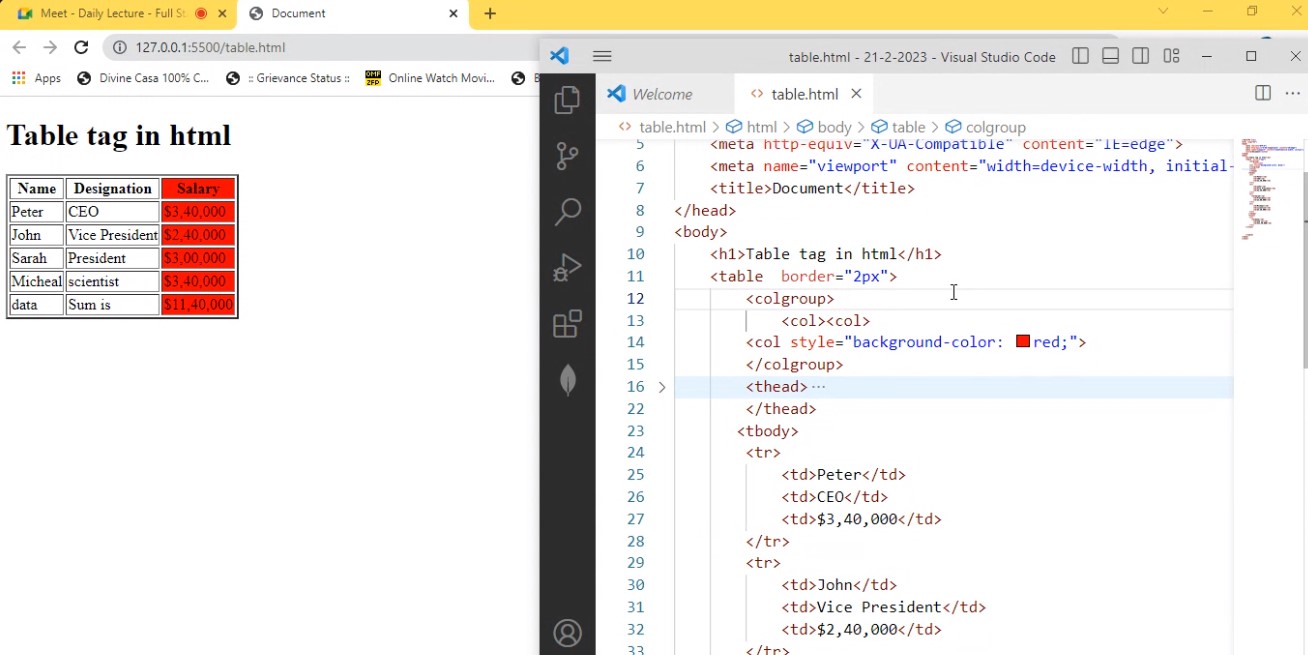 Meet - Daily Lecture - Full St
Document
127.0.0.1:5500/table.html
Apps
Divine Casa 100% C...
:: Grievance Status ::
Online Watch Movi...
B
Table tag in html
Name Designation Salary
Peter CEO $3,40,000
John Vice President $2,40,000
Sarah President $3,00,000
Micheal scientist $3,40,000
data Sum is $11,40,000
table.html - 21-2-2023 - Visual Studio Code
Welcome
<> table.html
<> table.html > html > body > table > colgroup
5 <meta http-equiv="X-UA-Compatible" content="IE=edge">
6 <meta name="viewport" content="width=device-width, initial-
7 <title>Document</title>
8 </head>
9 <body>
10 <h1>Table tag in html</h1>
11 <table  border="2px">
12 <colgroup>
13 <col><col>
14 <col style="background-color: red;">
15 </colgroup>
16 <thead>···
22 </thead>
23 <tbody>
24 <tr>
25 <td>Peter</td>
26 <td>CEO</td>
27 <td>$3,40,000</td>
28 </tr>
29 <tr>
30 <td>John</td>
31 <td>Vice President</td>
32 <td>$2,40,000</td>
33 </tr>